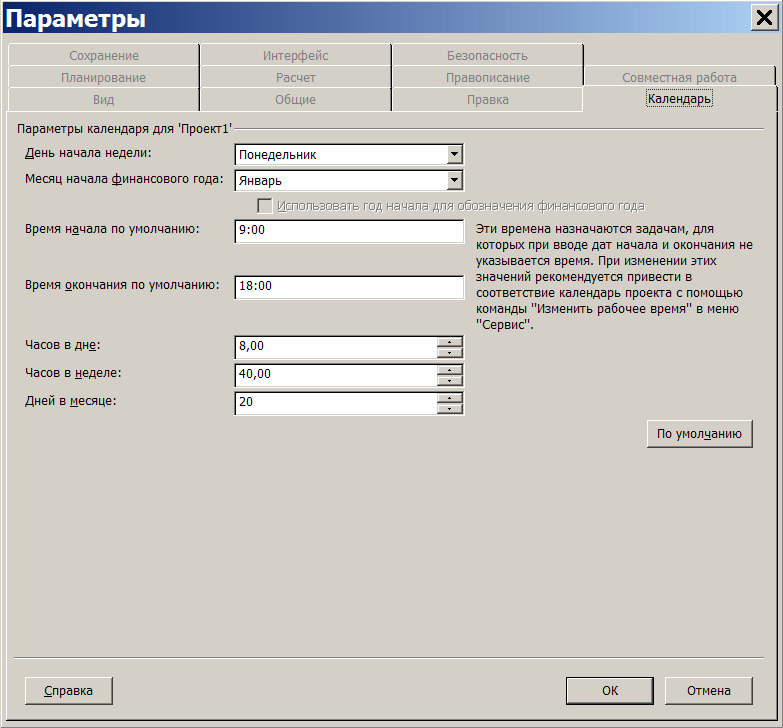 Параметры
Сохранение
Интерфейс
Безопасность
Планирование
Расчет
Правописание
Совместная работа
Вид
Общие
Правка
Календарь
Параметры календаря для 'Проект1'
День начала недели:
Понедельник
Месяц начала финансового года:
Январь
Использовать год начала для обозначения финансового года
Время начала по умолчанию:
9:00
Эти времена назначаются задачам, для
которых при вводе дат начала и окончания не
указывается время. При изменении этих
значений рекомендуется привести в
соответствие календарь проекта с помощью
команды "Изменить рабочее время" в меню
"Сервис".
Время окончания по умолчанию:
18:00
Часов в дне:
8,00
Часов в неделе:
40,00
Дней в месяце:
20
По умолчанию
Справка
ОК
Отмена